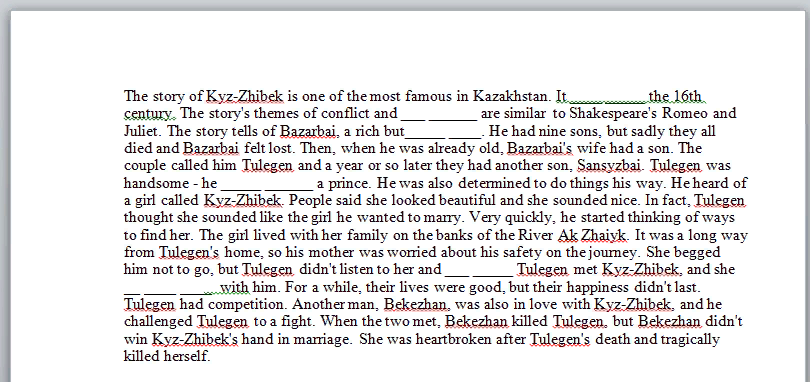 The story of Kyz-Zhibek is one of the most famous in Kazakhstan. It____ ______the 16th
century. The story's themes of conflict and ___ ______ are similar to Shakespeare's Romeo and
Juliet. The story tells of Bazarbai, a rich but_____ ____. He had nine sons, but sadly they all
died and Bazarbai felt lost. Then, when he was already old, Bazarbai's wife had a son. The
couple called him Tulegen and a year or so later they had another son, Sansyzbai. Tulegen was
handsome - he _____ ______ a prince. He was also determined to do things his way. He heard of
a girl called Kyz-Zhibek. People said she looked beautiful and she sounded nice. In fact, Tulegen
thought she sounded like the girl he wanted to marry. Very quickly, he started thinking of ways
to find her. The girl lived with her family on the banks of the River Ak Zhaiyk. It was a long way
from Tulegen's home, so his mother was worried about his safety on the journey. She begged
him not to go, but Tulegen didn't listen to her and ___ _____ Tulegen met Kyz-Zhibek, and she
__ ____ _____with him. For a while, their lives were good, but their happiness didn't last.
Tulegen had competition. Another man, Bekezhan, was also in love with Kyz-Zhibek, and he
challenged Tulegen to a fight. When the two met, Bekezhan killed Tulegen, but Bekezhan didn't
win Kyz-Zhibek's hand in marriage. She was heartbroken after Tulegen's death and tragically
killed herself.